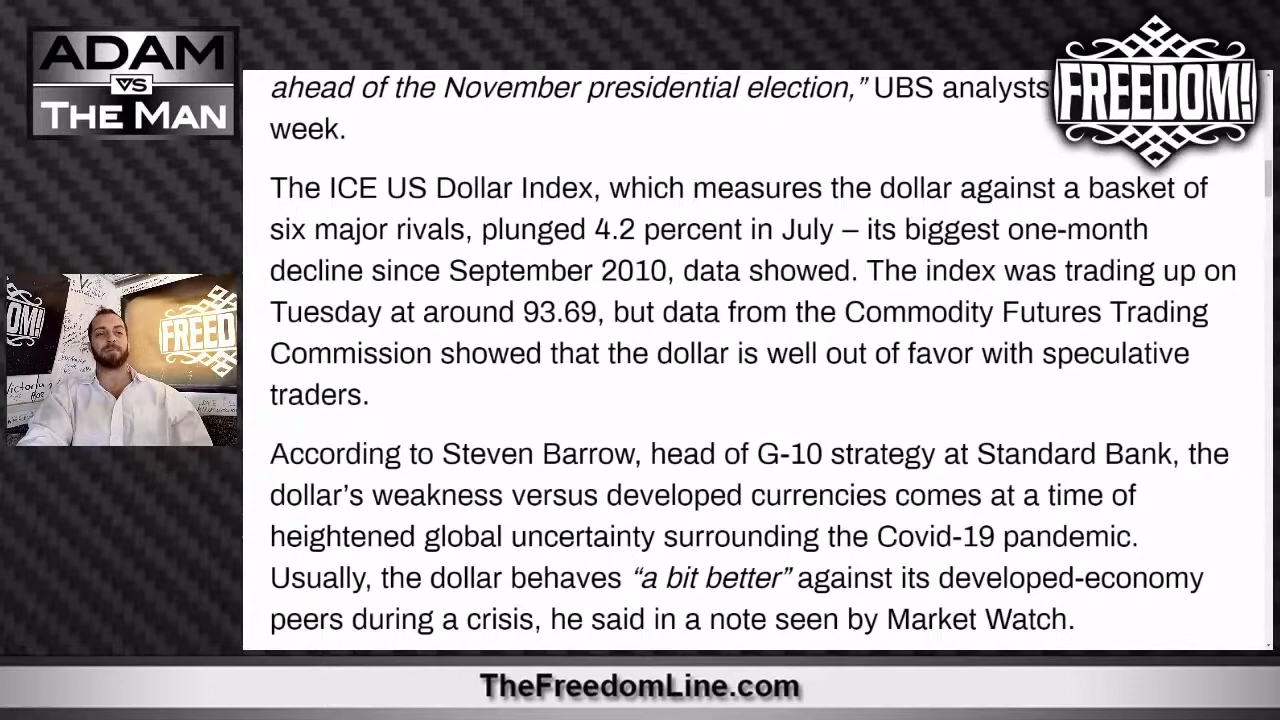 ADAM
VS
THE MAN
FREEDOM!
ahead of the November presidential election,” UBS analysts
week.
The ICE US Dollar Index, which measures the dollar against a basket of
six major rivals, plunged 4.2 percent in July – its biggest one-month
decline since September 2010, data showed. The index was trading up on
Tuesday at around 93.69, but data from the Commodity Futures Trading
Commission showed that the dollar is well out of favor with speculative
traders.
According to Steven Barrow, head of G-10 strategy at Standard Bank, the
dollar’s weakness versus developed currencies comes at a time of
heightened global uncertainty surrounding the Covid-19 pandemic.
Usually, the dollar behaves “a bit better” against its developed-economy
peers during a crisis, he said in a note seen by Market Watch.
OM!
FREED
Victoria
TheFreedomLine.com